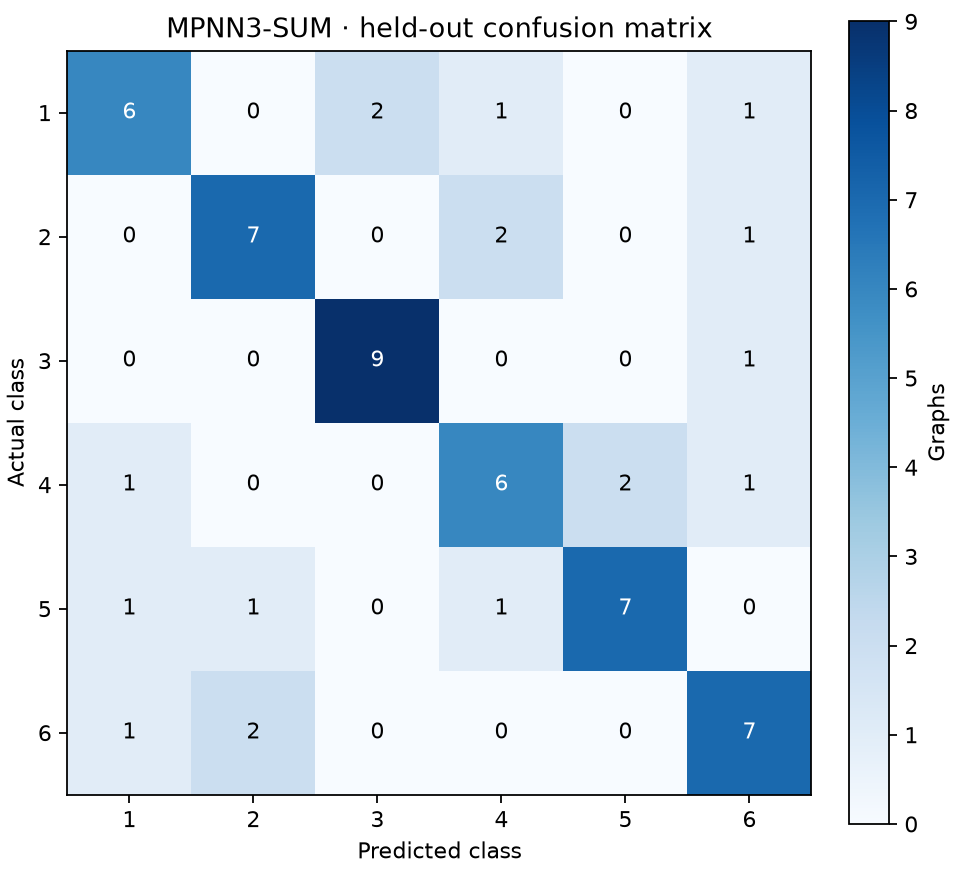 MPNN3-SUM · held-out confusion matrix
Actual class
1 6 0 2 1 0 1
2 0 7 0 2 0 1
3 0 0 9 0 0 1
4 1 0 0 6 2 1
5 1 1 0 1 7 0
6 1 2 0 0 0 7
1 2 3 4 5 6
Predicted class
9
8
7
6
5
4
3
2
1
0
Graphs